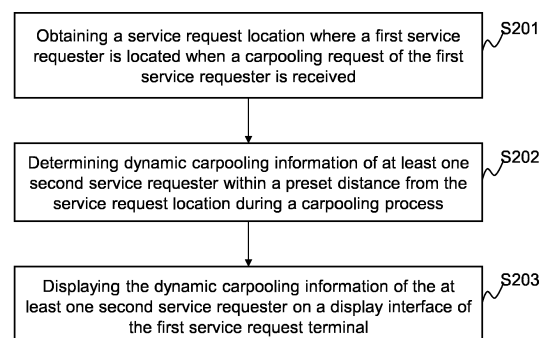 Obtaining a service request location where a first service
requester is located when a carpooling request of the first
service requester is received
S201
Determining dynamic carpooling information of at least one
second service requester within a preset distance from the
service request location during a carpooling process
S202
Displaying the dynamic carpooling information of the at
least one second service requester on a display interface of
the first service request terminal
S203